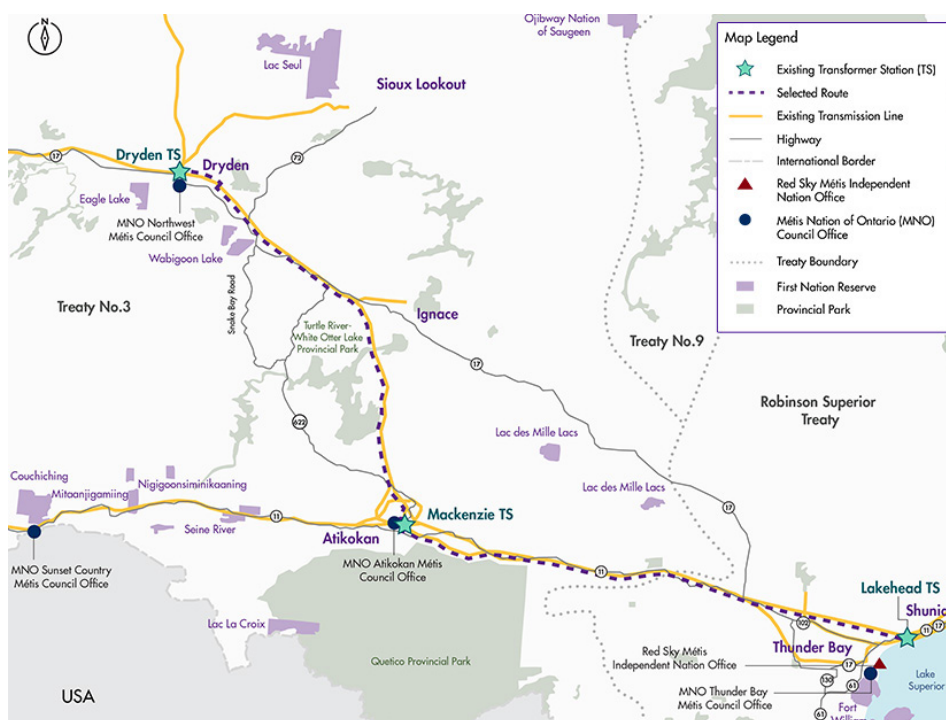 N
Ojibway Nation
of Saugeen
Lac Seul
Sioux Lookout
Map Legend
Existing Transformer Station (TS)
Selected Route
Existing Transmission Line
Highway
International Border
Red Sky Métis Independent
Nation Office
Métis Nation of Ontario (MNO)
Council Office
Treaty Boundary
First Nation Reserve
Provincial Park
17
Dryden TS
Dryden
72
Eagle Lake
MNO Northwest
Métis Council Office
Wabigoon Lake
Treaty No.3
Snake Bay Road
Ignace
Turtle River-
White Otter Lake
Provincial Park
17
Treaty No.9
Robinson Superior
Treaty
622
Lac des Mille Lacs
Lac des Mille Lacs
Couchiching
Mitaanjigamiing
Nigigoonsiminikaaning
Seine River
11
Mackenzie TS
Atikokan
17
MNO Sunset Country
Métis Council Office
MNO Atikokan Métis
Council Office
11
Lakehead TS
Shunia
11
17
102
Lac La Croix
Thunder Bay
Red Sky Métis
Independent Nation Office
17
Quetico Provincial Park
130
61
MNO Thunder Bay
Métis Council Office
Lake
Superior
USA
61
Fort